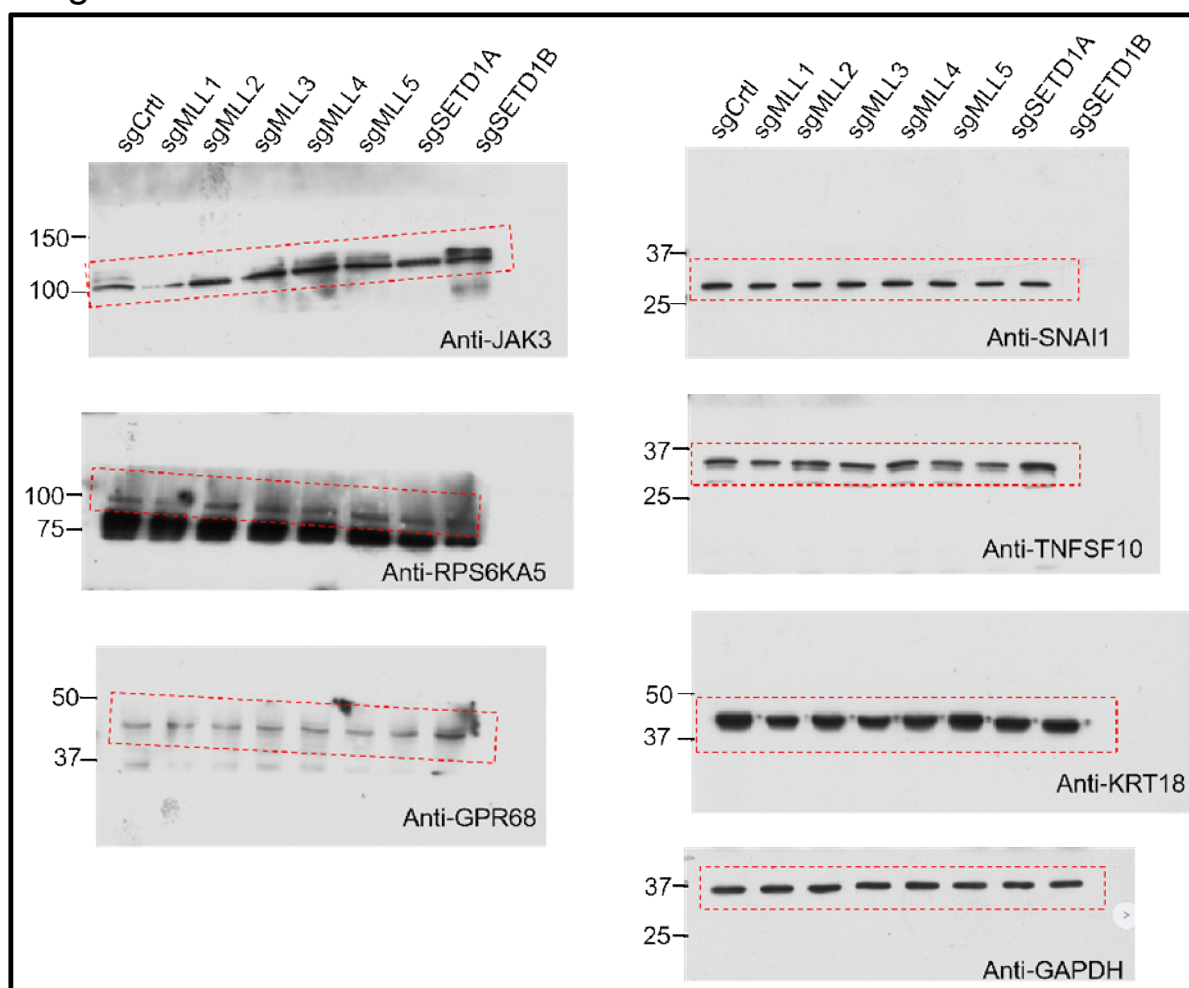 sgCrtl sgMLL1 sgMLL2 sgMLL3 sgMLL4 sgMLL5 sgSETD1A sgSETD1B
150
100
Anti-JAK3
100
75
Anti-RPS6KA5
50
37
Anti-GPR68
sgCrtl sgMLL1 sgMLL2 sgMLL3 sgMLL4 sgMLL5 sgSETD1A sgSETD1B
37
25
Anti-SNAI1
37
25
Anti-TNFSF10
50
37
Anti-KRT18
37
25
Anti-GAPDH